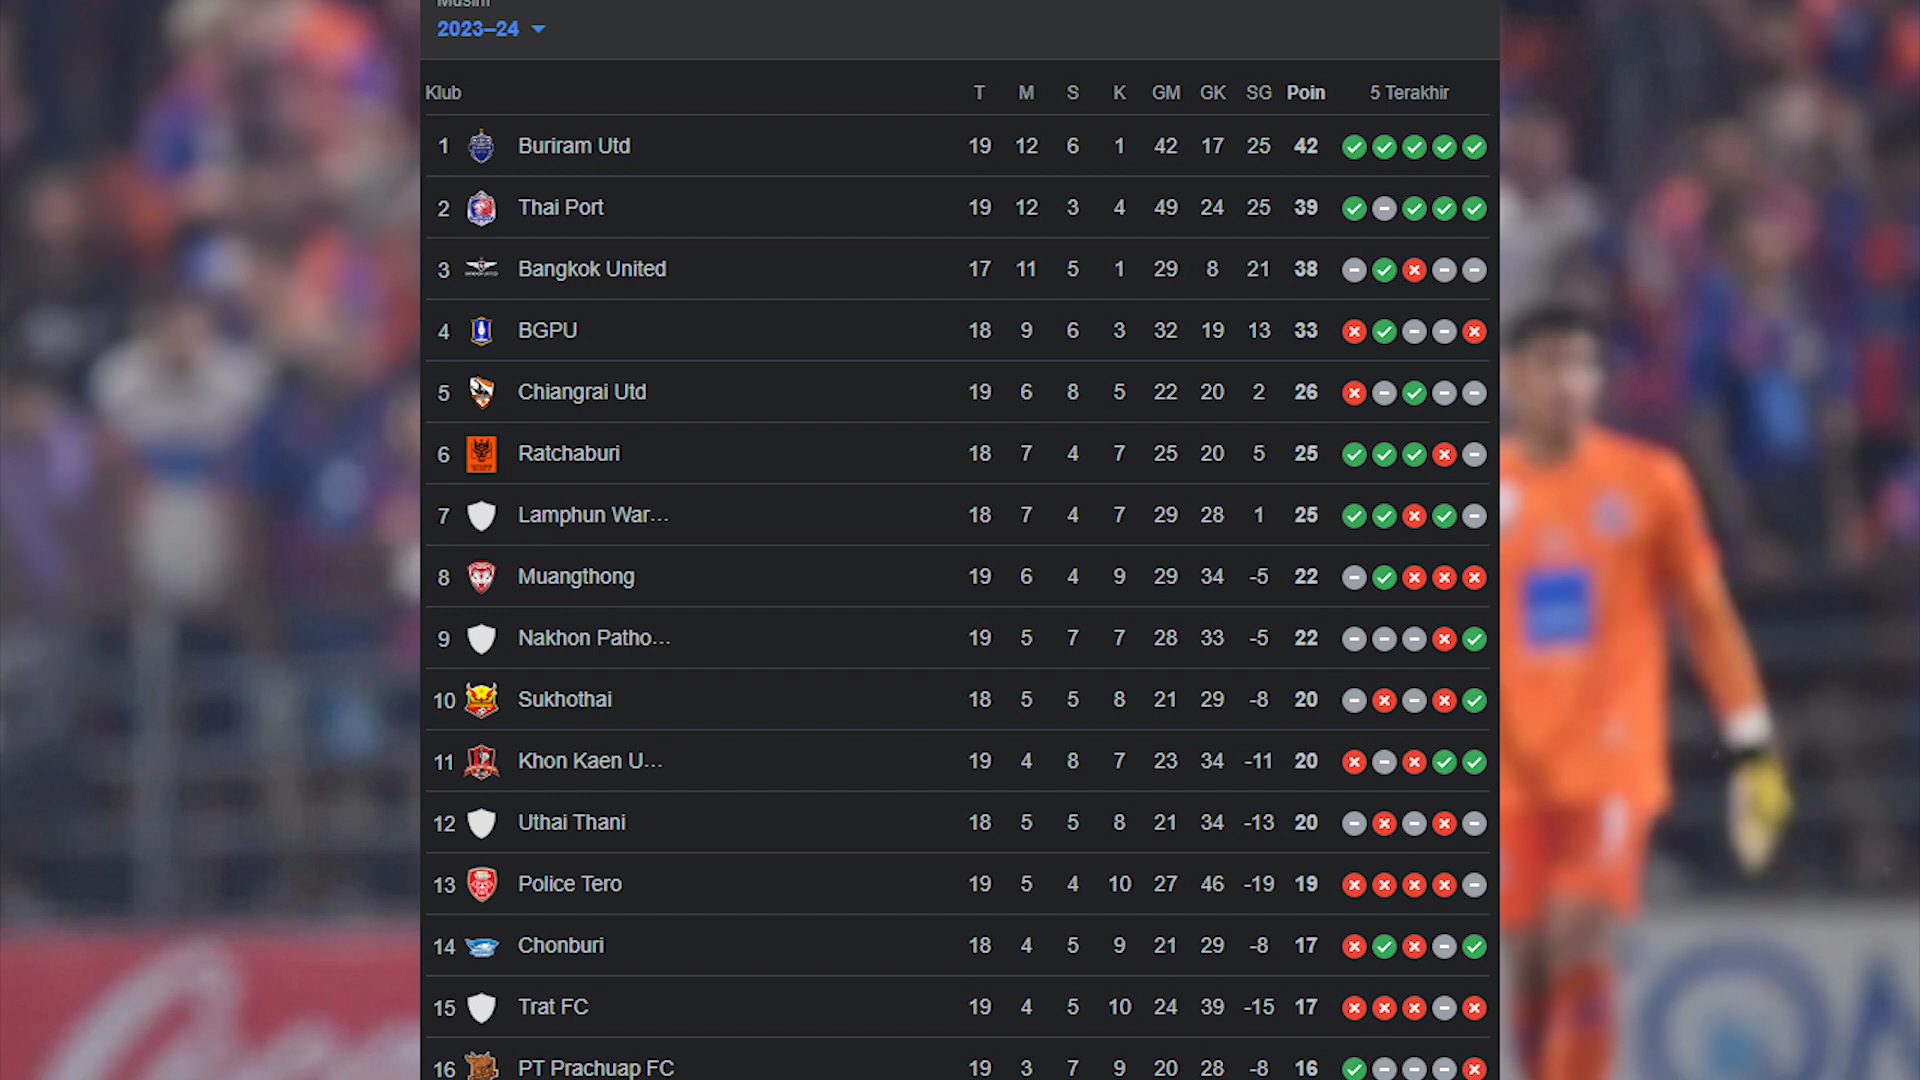 Musim
2023–24
Klub T M S K GM GK SG Poin 5 Terakhir
1 Buriram Utd 19 12 6 1 42 17 25 42
2 Thai Port 19 12 3 4 49 24 25 39
3 Bangkok United 17 11 5 1 29 8 21 38
4 BGPU 18 9 6 3 32 19 13 33
5 Chiangrai Utd 19 6 8 5 22 20 2 26
6 Ratchaburi 18 7 4 7 25 20 5 25
7 Lamphun War... 18 7 4 7 29 28 1 25
8 Muangthong 19 6 4 9 29 34 -5 22
9 Nakhon Patho... 19 5 7 7 28 33 -5 22
10 Sukhothai 18 5 5 8 21 29 -8 20
11 Khon Kaen U... 19 4 8 7 23 34 -11 20
12 Uthai Thani 18 5 5 8 21 34 -13 20
13 Police Tero 19 5 4 10 27 46 -19 19
14 Chonburi 18 4 5 9 21 29 -8 17
15 Trat FC 19 4 5 10 24 39 -15 17
16 PT Prachuap FC 19 3 7 9 20 28 -8 16